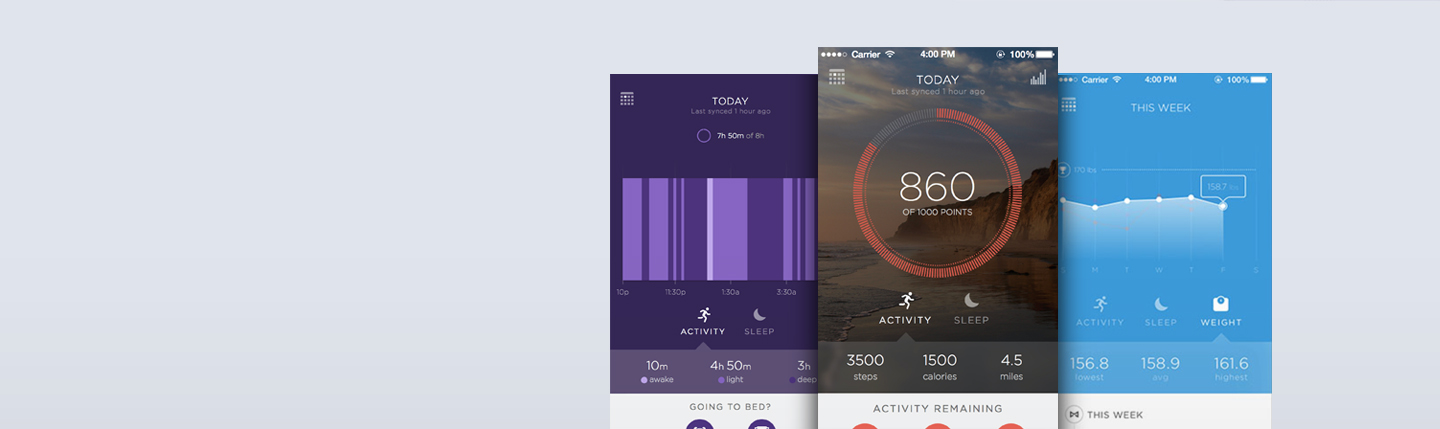 TODAY
Last synced 1 hour ago
7h 50m of 8h
10p 11:30p 1:30a 3:30a
ACTIVITY SLEEP
10m 4h 50m 3h
awake light deep
GOING TO BED?
Carrier 4:00 PM 100%
TODAY
Last synced 1 hour ago
860
OF 1000 POINTS
ACTIVITY SLEEP
3500 1500 4.5
steps calories miles
ACTIVITY REMAINING
Carrier 4:00 PM 100%
THIS WEEK
170 lbs
158.7 lbs
M T W T F S
ACTIVITY SLEEP WEIGHT
156.8 158.9 161.6
lowest avg highest
THIS WEEK